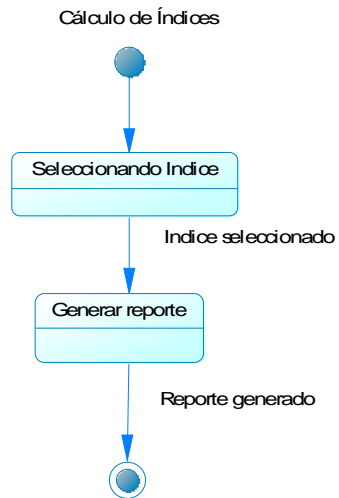 Cálculo de Índices
Seleccionando Indice
Indice seleccionado
Generar reporte
Reporte generado